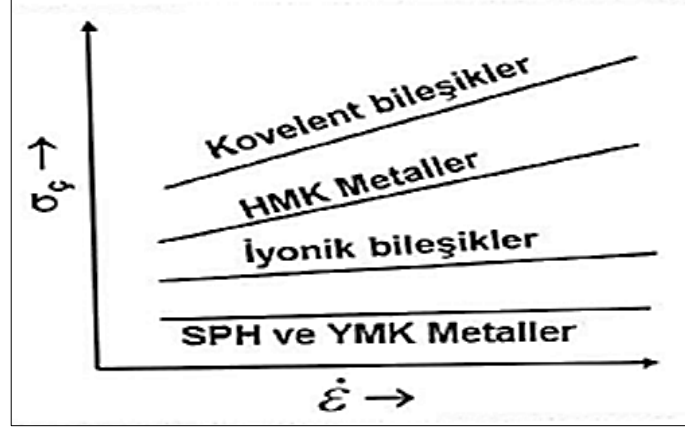 Kovelent bileşikler
HMK Metaller
σç →
İyonik bileşikler
SPH ve YMK Metaller
ε̇ →